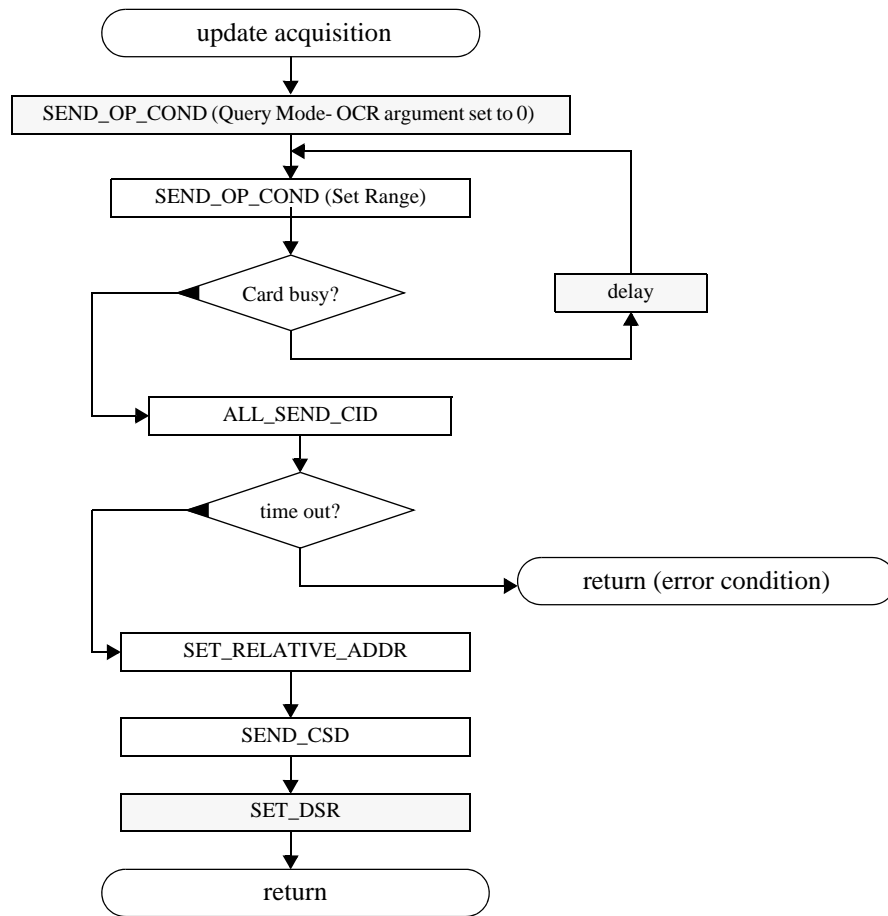 update acquisition
SEND_OP_COND (Query Mode- OCR argument set to 0)
SEND_OP_COND (Set Range)
Card busy?
delay
ALL_SEND_CID
time out?
return (error condition)
SET_RELATIVE_ADDR
SEND_CSD
SET_DSR
return